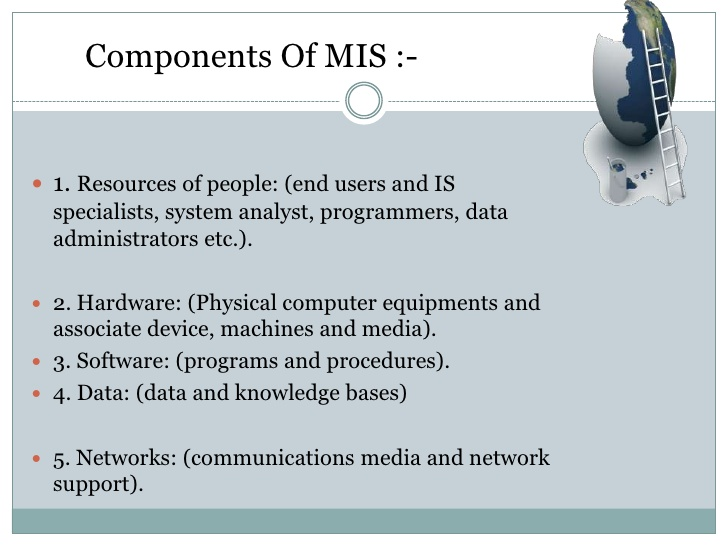 Components Of MIS :-
1. Resources of people: (end users and IS
specialists, system analyst, programmers, data
administrators etc.).
2. Hardware: (Physical computer equipments and
associate device, machines and media).
3. Software: (programs and procedures).
4. Data: (data and knowledge bases)
5. Networks: (communications media and network
support).